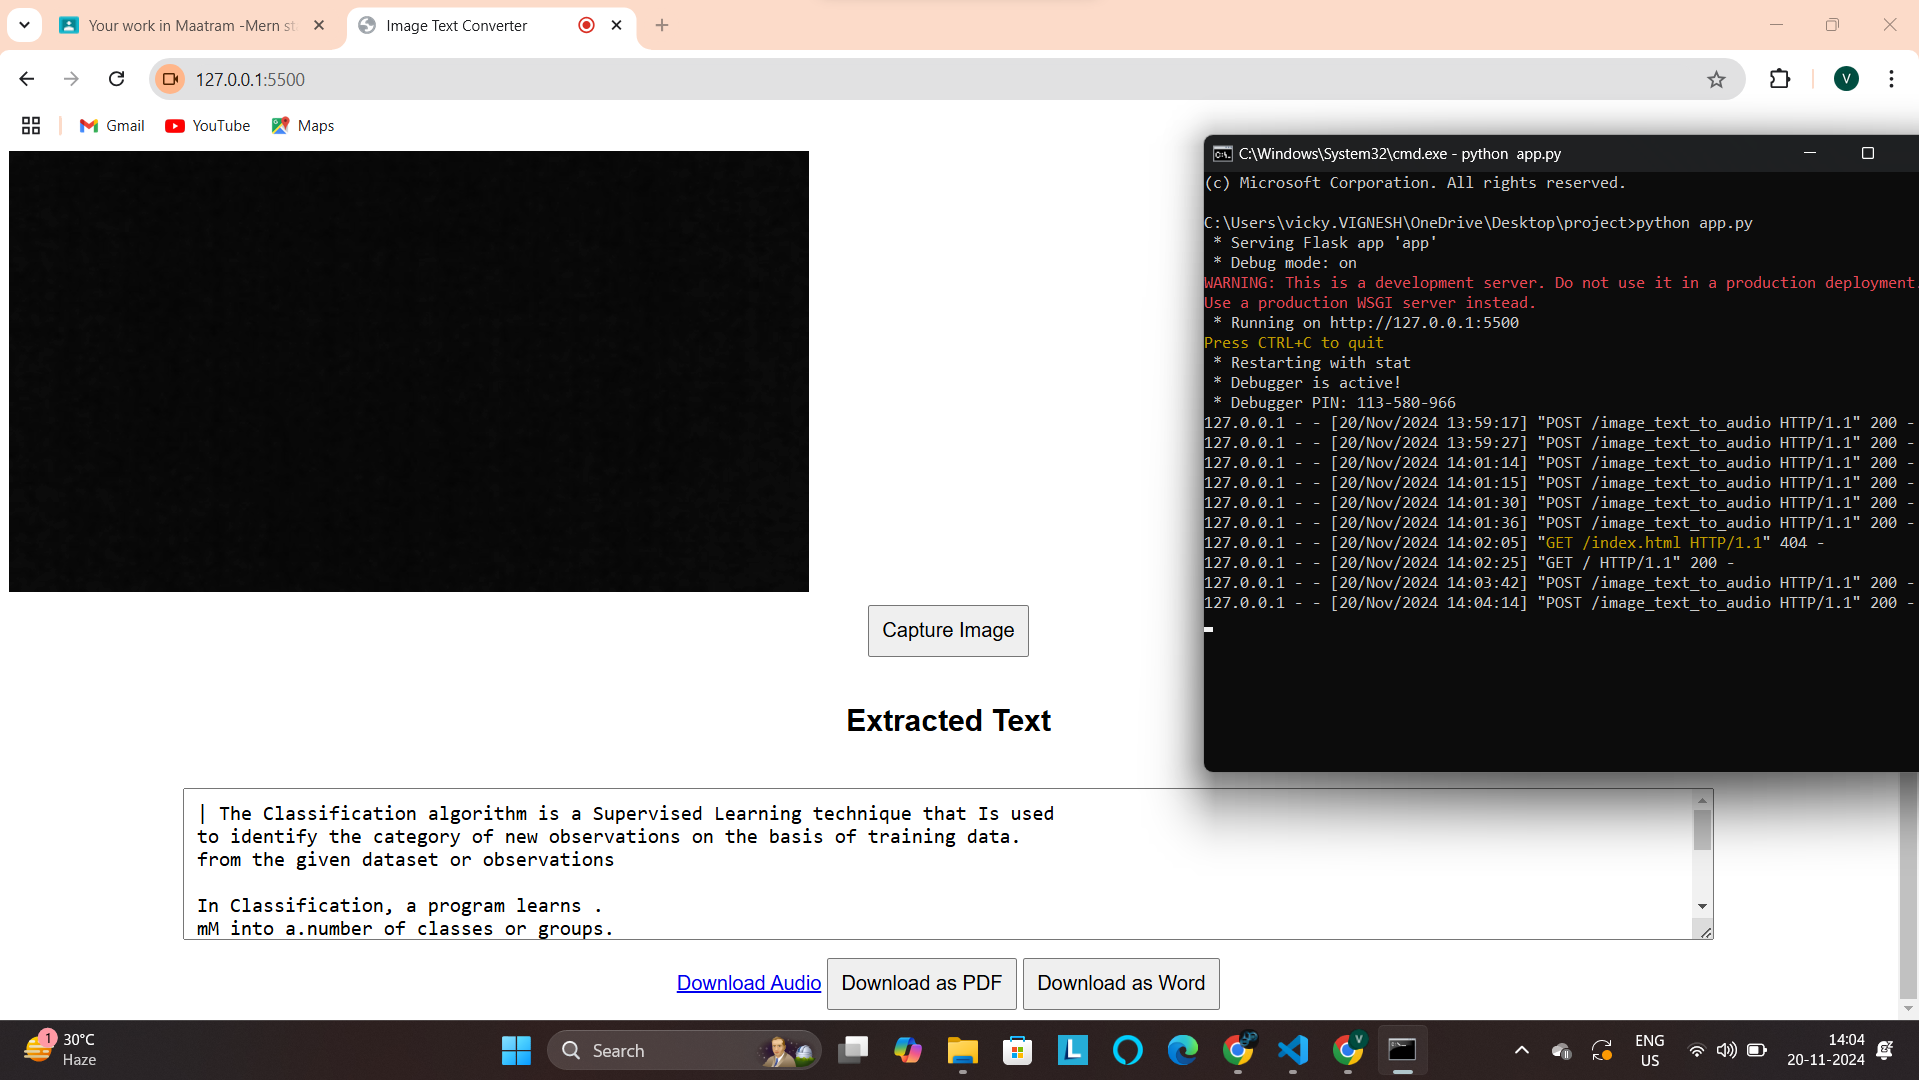 Your work in Maatram -Mern st
Image Text Converter
127.0.0.1:5500
V
Gmail
YouTube
Maps
C:\Windows\System32\cmd.exe - python  app.py
(c) Microsoft Corporation. All rights reserved.
C:\Users\vicky.VIGNESH\OneDrive\Desktop\project>python app.py
* Serving Flask app 'app'
* Debug mode: on
WARNING: This is a development server. Do not use it in a production deployment.
Use a production WSGI server instead.
* Running on http://127.0.0.1:5500
Press CTRL+C to quit
* Restarting with stat
* Debugger is active!
* Debugger PIN: 113-580-966
127.0.0.1 - - [20/Nov/2024 13:59:17] "POST /image_text_to_audio HTTP/1.1" 200 -
127.0.0.1 - - [20/Nov/2024 13:59:27] "POST /image_text_to_audio HTTP/1.1" 200 -
127.0.0.1 - - [20/Nov/2024 14:01:14] "POST /image_text_to_audio HTTP/1.1" 200 -
127.0.0.1 - - [20/Nov/2024 14:01:15] "POST /image_text_to_audio HTTP/1.1" 200 -
127.0.0.1 - - [20/Nov/2024 14:01:30] "POST /image_text_to_audio HTTP/1.1" 200 -
127.0.0.1 - - [20/Nov/2024 14:01:36] "POST /image_text_to_audio HTTP/1.1" 200 -
127.0.0.1 - - [20/Nov/2024 14:02:05] "GET /index.html HTTP/1.1" 404 -
127.0.0.1 - - [20/Nov/2024 14:02:25] "GET / HTTP/1.1" 200 -
127.0.0.1 - - [20/Nov/2024 14:03:42] "POST /image_text_to_audio HTTP/1.1" 200 -
127.0.0.1 - - [20/Nov/2024 14:04:14] "POST /image_text_to_audio HTTP/1.1" 200 -
Capture Image
Extracted Text
| The Classification algorithm is a Supervised Learning technique that Is used
to identify the category of new observations on the basis of training data.
from the given dataset or observations
In Classification, a program learns .
mM into a.number of classes or groups.
Download Audio
Download as PDF
Download as Word
1
30°C
Haze
Search
L
V
ENG
US
14:04
20-11-2024